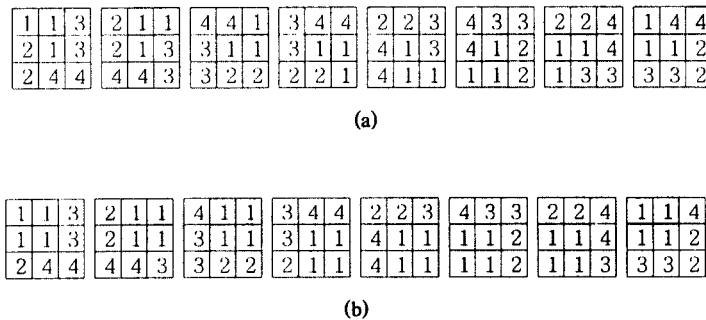 1 1 3 2 1 1 4 4 1 3 4 4 2 2 3 4 3 3 2 2 4 1 4 4
2 1 3 2 1 3 3 1 1 3 1 1 4 1 3 4 1 2 1 1 4 1 1 2
2 4 4 4 4 3 3 2 2 2 2 1 4 1 1 1 1 2 1 3 3 3 3 2
(a)
1 1 3 2 1 1 4 1 1 3 4 4 2 2 3 4 3 3 2 2 4 1 1 4
1 1 3 2 1 1 3 1 1 3 1 1 4 1 1 1 1 2 1 1 4 1 1 2
2 4 4 4 4 3 3 2 2 2 1 1 4 1 1 1 1 2 1 1 3 3 3 2
(b)